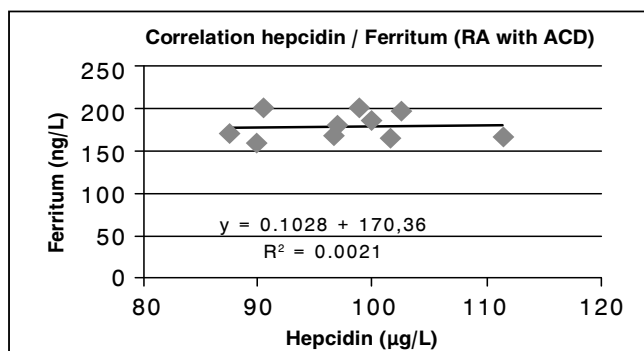 Correlation hepcidin / Ferritum (RA with ACD)
Ferritum (ng/L)
250
200
150
100
50
0
y = 0.1028 + 170,36
R² = 0.0021
80 90 100 110 120
Hepcidin (µg/L)